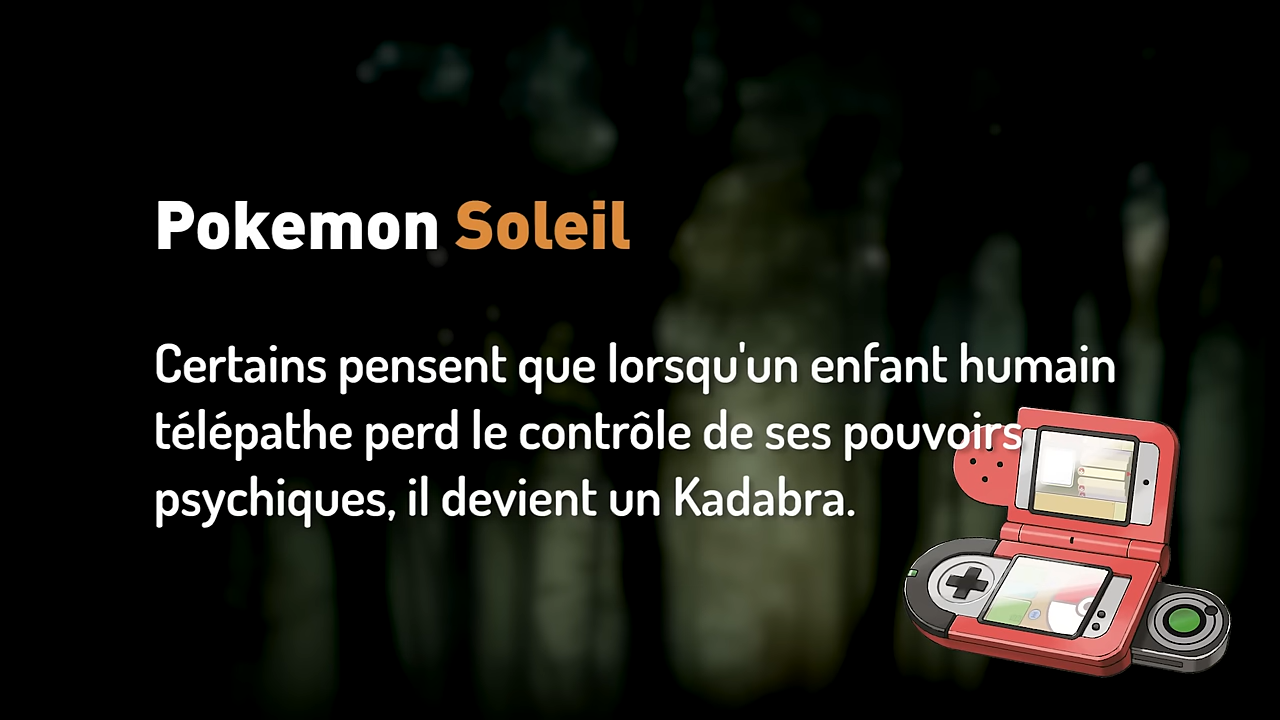 Pokemon Soleil
Certains pensent que lorsqu'un enfant humain
télépathe perd le contrôle de ses pouvoirs
psychiques, il devient un Kadabra.